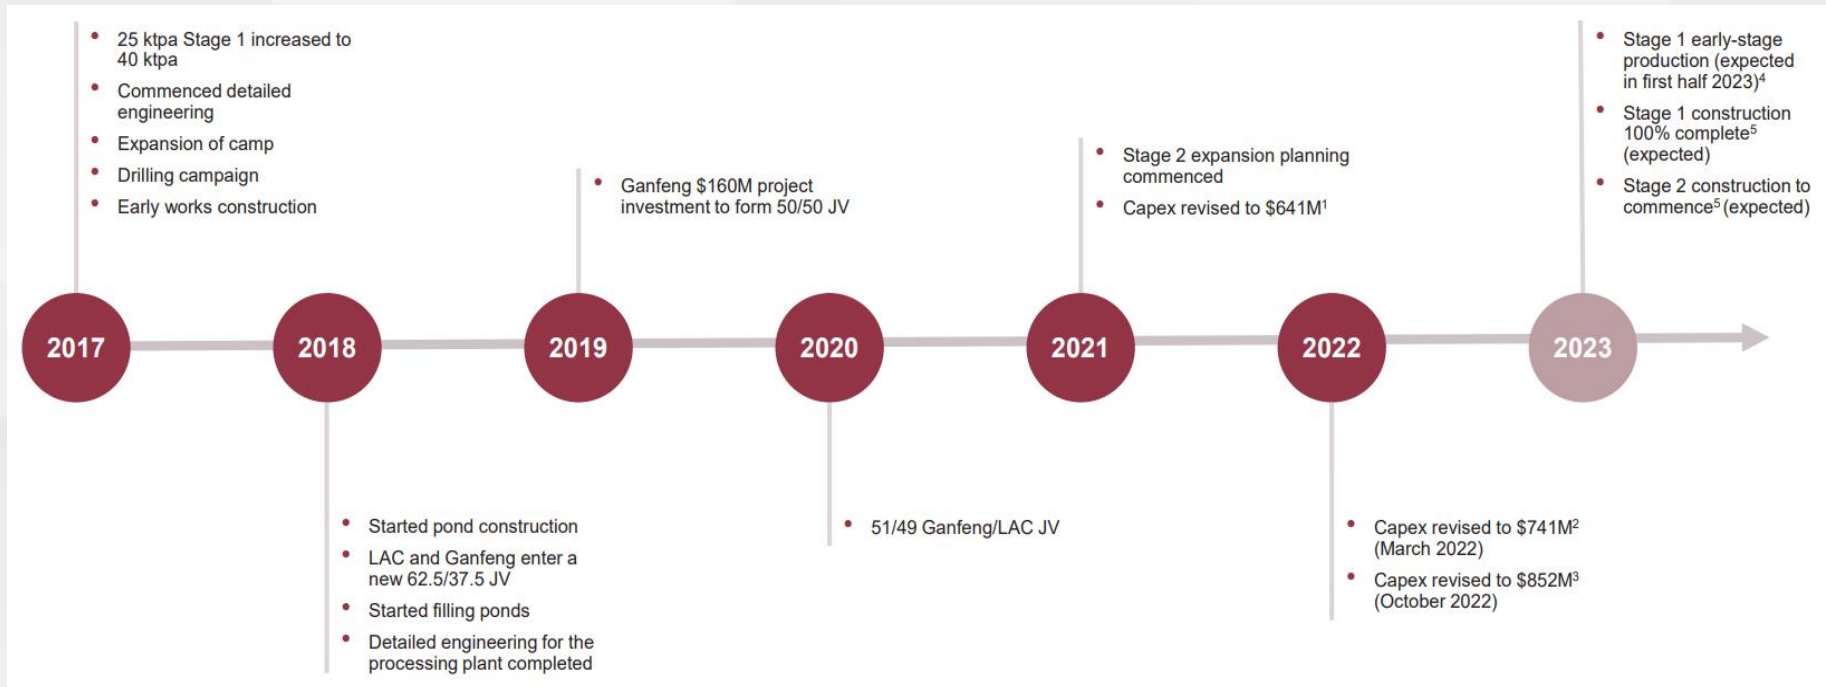 25 ktpa Stage 1 increased to
40 ktpa
Commenced detailed
engineering
Expansion of camp
Drilling campaign
Early works construction
Ganfeng $160M project
investment to form 50/50 JV
Stage 2 expansion planning
commenced
Capex revised to $641M¹
Stage 1 early-stage
production (expected
in first half 2023)⁴
Stage 1 construction
100% complete⁵
(expected)
Stage 2 construction to
commence⁵ (expected)
2017
2018
2019
2020
2021
2022
2023
Started pond construction
LAC and Ganfeng enter a
new 62.5/37.5 JV
Started filling ponds
Detailed engineering for the
processing plant completed
51/49 Ganfeng/LAC JV
Capex revised to $741M²
(March 2022)
Capex revised to $852M³
(October 2022)